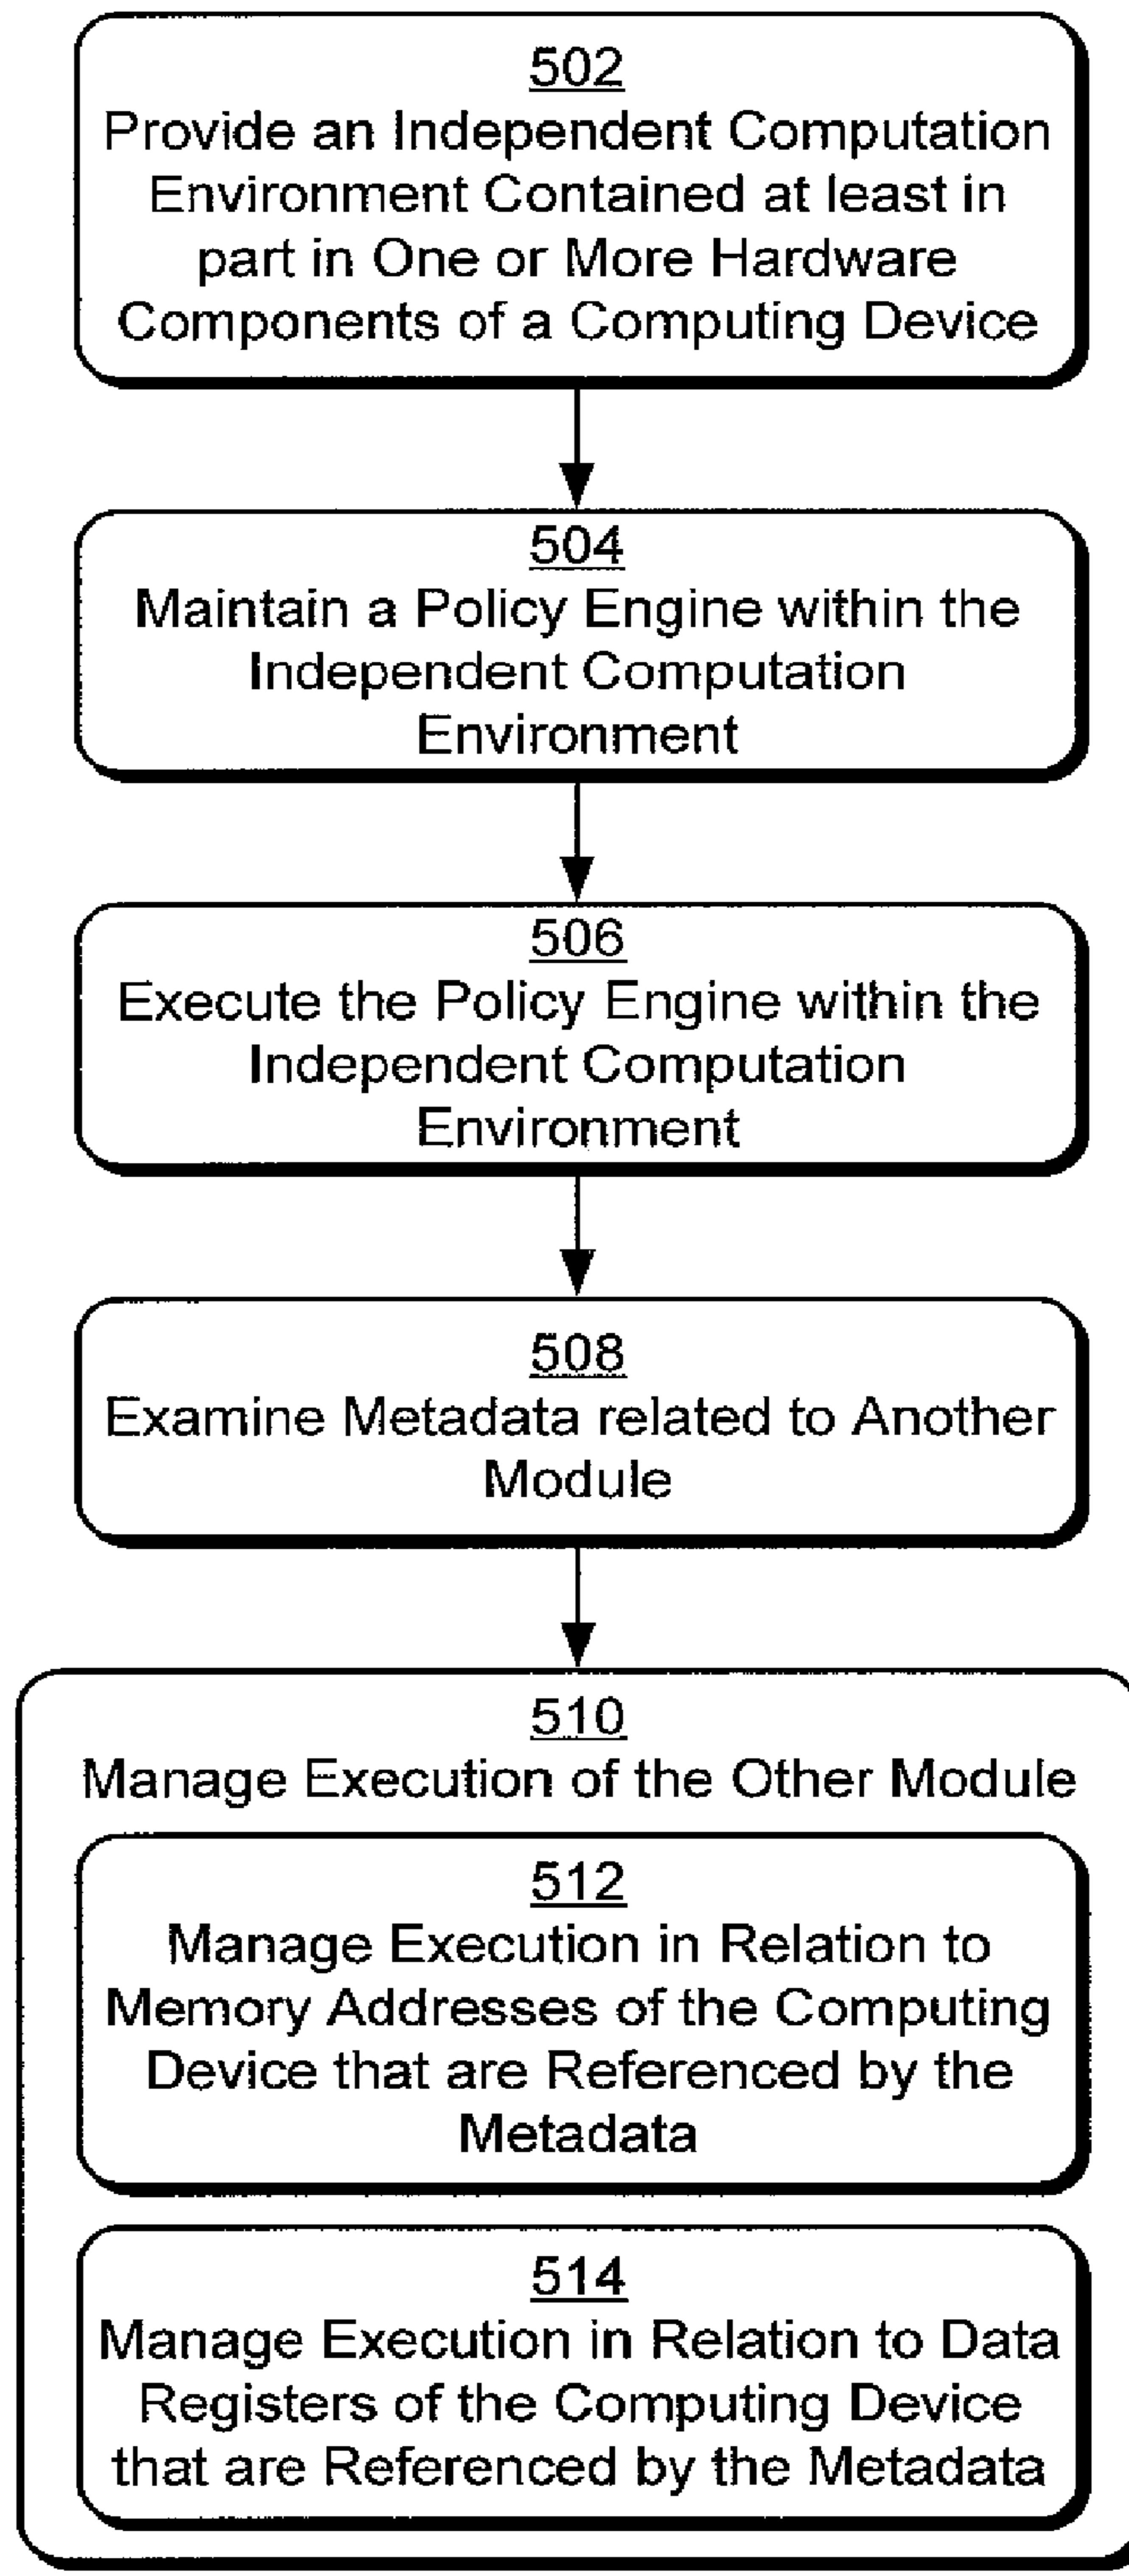 502
Provide an Independent Computation
Environment Contained at least in
part in One or More Hardware
Components of a Computing Device
504
Maintain a Policy Engine within the
Independent Computation
Environment
506
Execute the Policy Engine within the
Independent Computation
Environment
508
Examine Metadata related to Another
Module
510
Manage Execution of the Other Module
512
Manage Execution in Relation to
Memory Addresses of the Computing
Device that are Referenced by the
Metadata
514
Manage Execution in Relation to Data
Registers of the Computing Device
that are Referenced by the Metadata